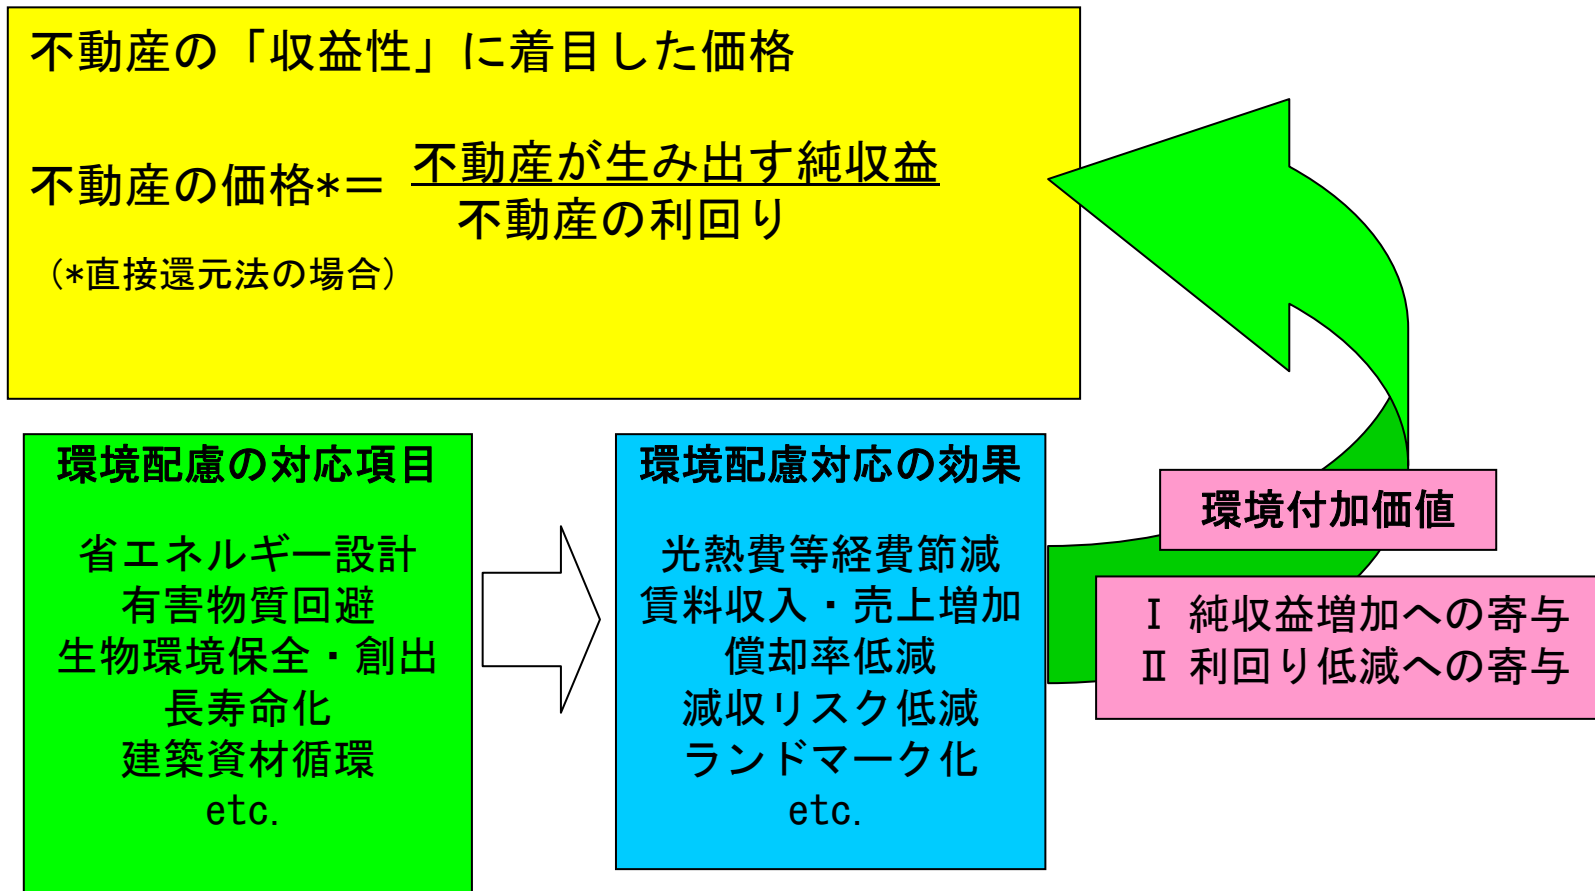 不動産の「収益性」に着目した価格
不動産の価格*＝ 不動産が生み出す純収益
不動産の利回り
(*直接還元法の場合)
環境配慮の対応項目
省エネルギー設計
有害物質回避
生物環境保全・創出
長寿命化
建築資材循環
etc.
環境配慮対応の効果
光熱費等経費節減
賃料収入・売上増加
償却率低減
減収リスク低減
ランドマーク化
etc.
環境付加価値
Ⅰ 純収益増加への寄与
Ⅱ 利回り低減への寄与